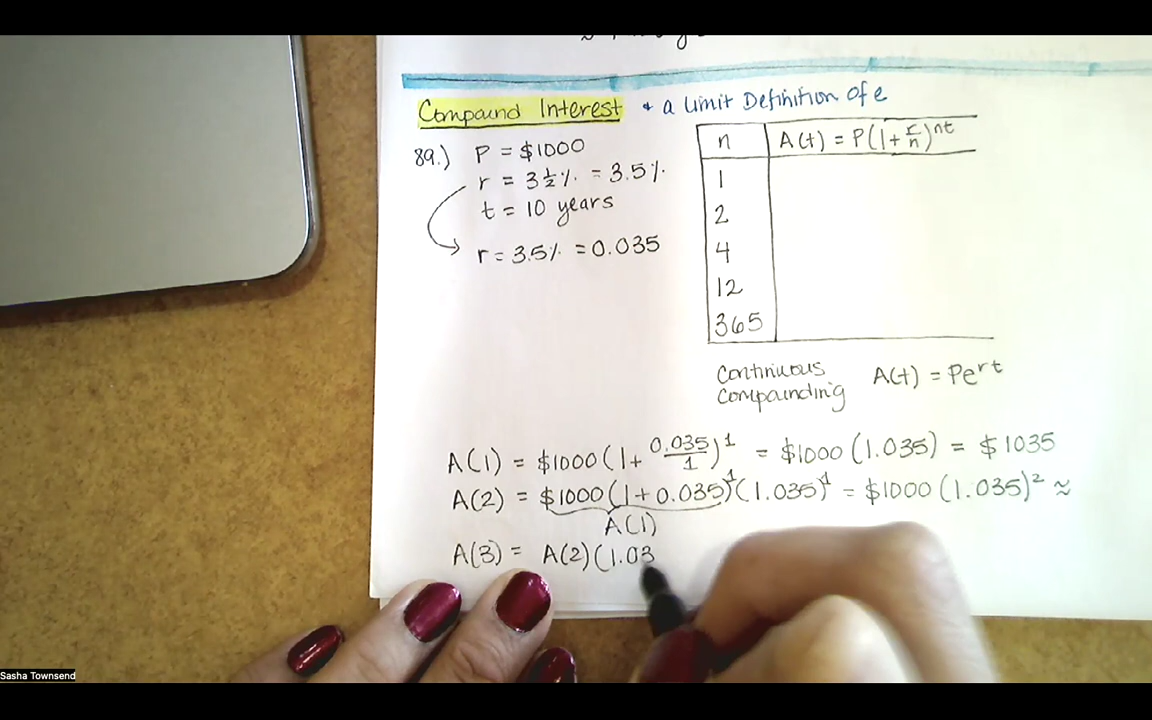 Compound Interest + a Limit Definition Of e
89.) P = $1000
r = 3 1/2 % = 3.5%
t = 10 years
r = 3.5% = 0.035
n A(t) = P(1 + r/n)^nt
1
2
4
12
365
Continuous
Compounding A(t) = Pe^rt
A(1) = $1000(1 + 0.035/1)^1 = $1000(1.035) = $1035
A(2) = $1000(1 + 0.035)^1(1.035)^1 = $1000(1.035)^2 ≈
A(1)
A(3) = A(2)(1.03
Sasha Townsend